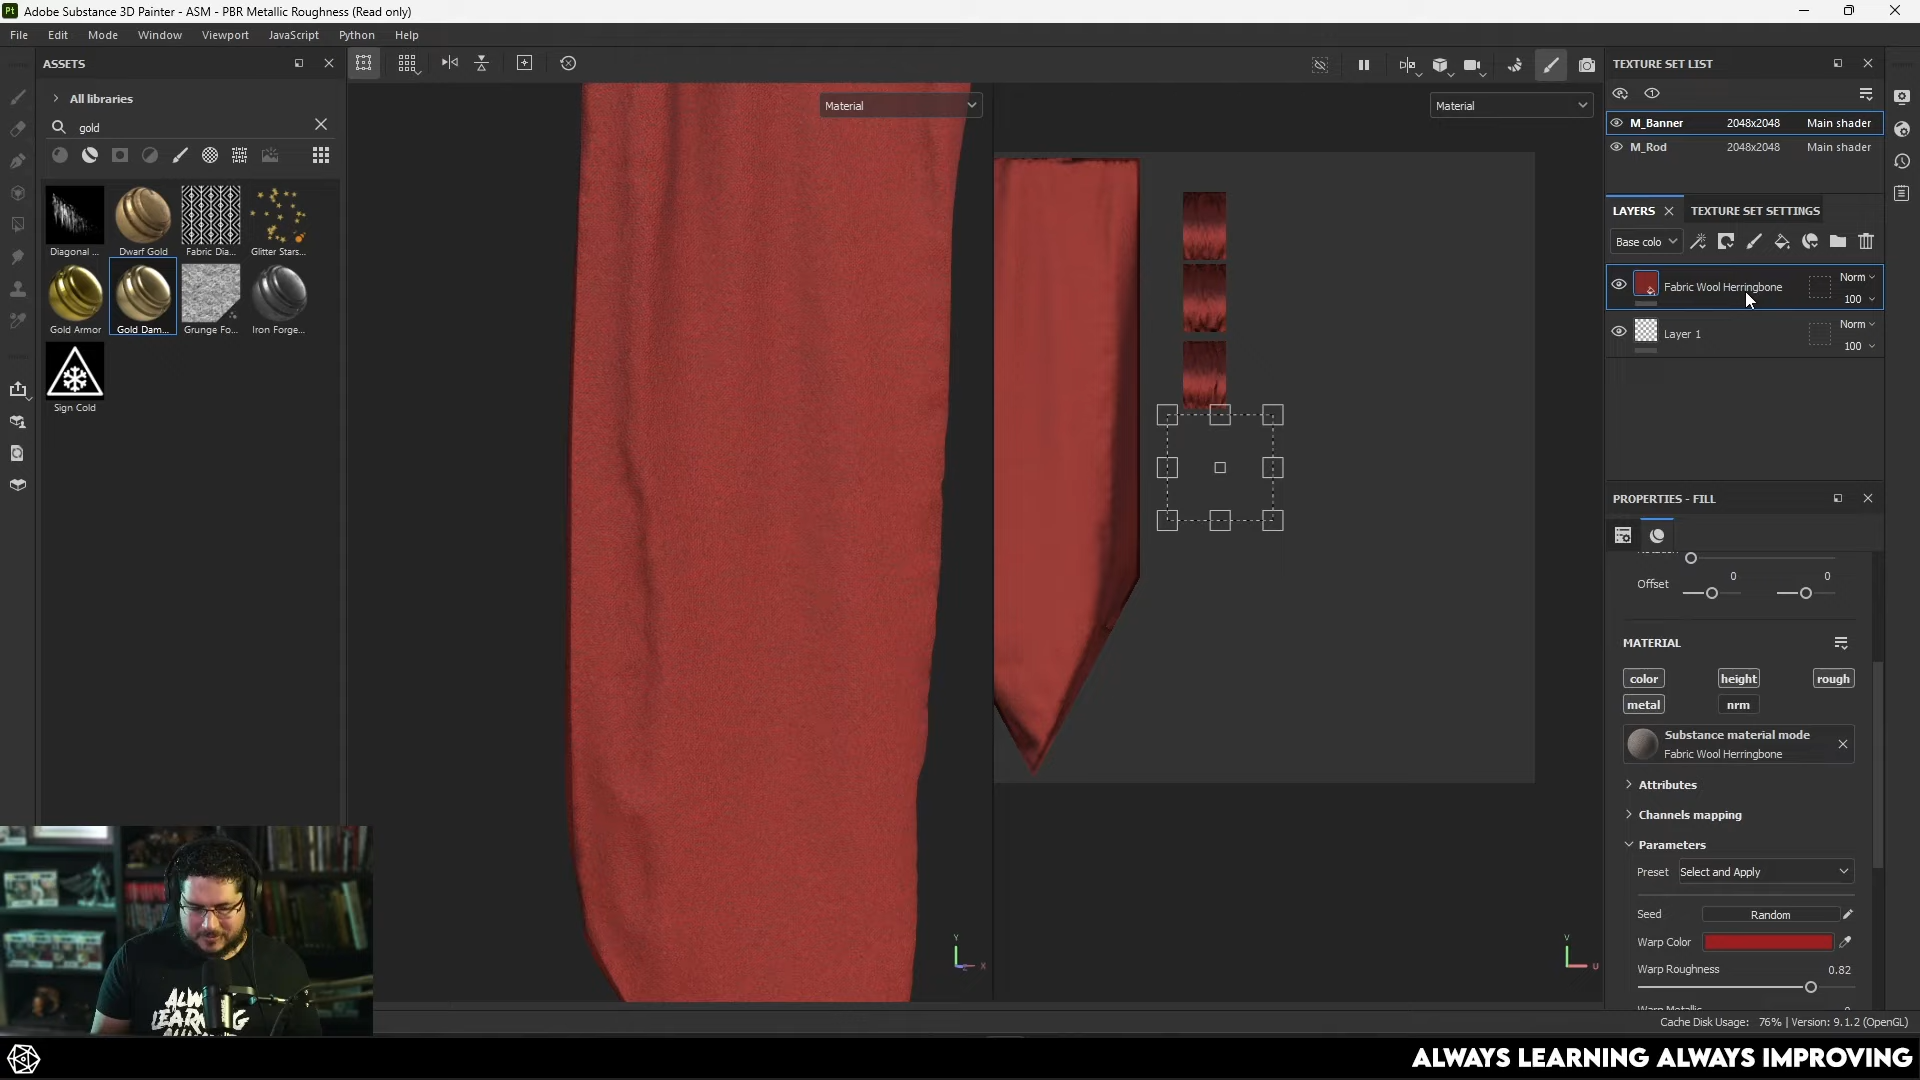 Pt Adobe Substance 3D Painter - ASM - PBR Metallic Roughness (Read only)
File Edit Mode Window Viewport JavaScript Python Help
ASSETS
All libraries
gold
Diagonal ...
Dwarf Gold
Fabric Dia...
Glitter Stars...
Gold Armor
Gold Dam...
Grunge Fo...
Iron Forge...
Sign Cold
Material
Y
X
Material
V
U
TEXTURE SET LIST
M_Banner 2048x2048 Main shader
M_Rod 2048x2048 Main shader
LAYERS TEXTURE SET SETTINGS
Base colo
Fabric Wool Herringbone Norm 100
Layer 1 Norm 100
PROPERTIES - FILL
Offset 0 0
MATERIAL
color height rough
metal nrm
Substance material mode
Fabric Wool Herringbone
Attributes
Channels mapping
Parameters
Preset Select and Apply
Seed Random
Warp Color
Warp Roughness 0.82
Warp Metallic
Cache Disk Usage: 76% | Version: 9.1.2 (OpenGL)
ALWAYS LEARNING ALWAYS IMPROVING